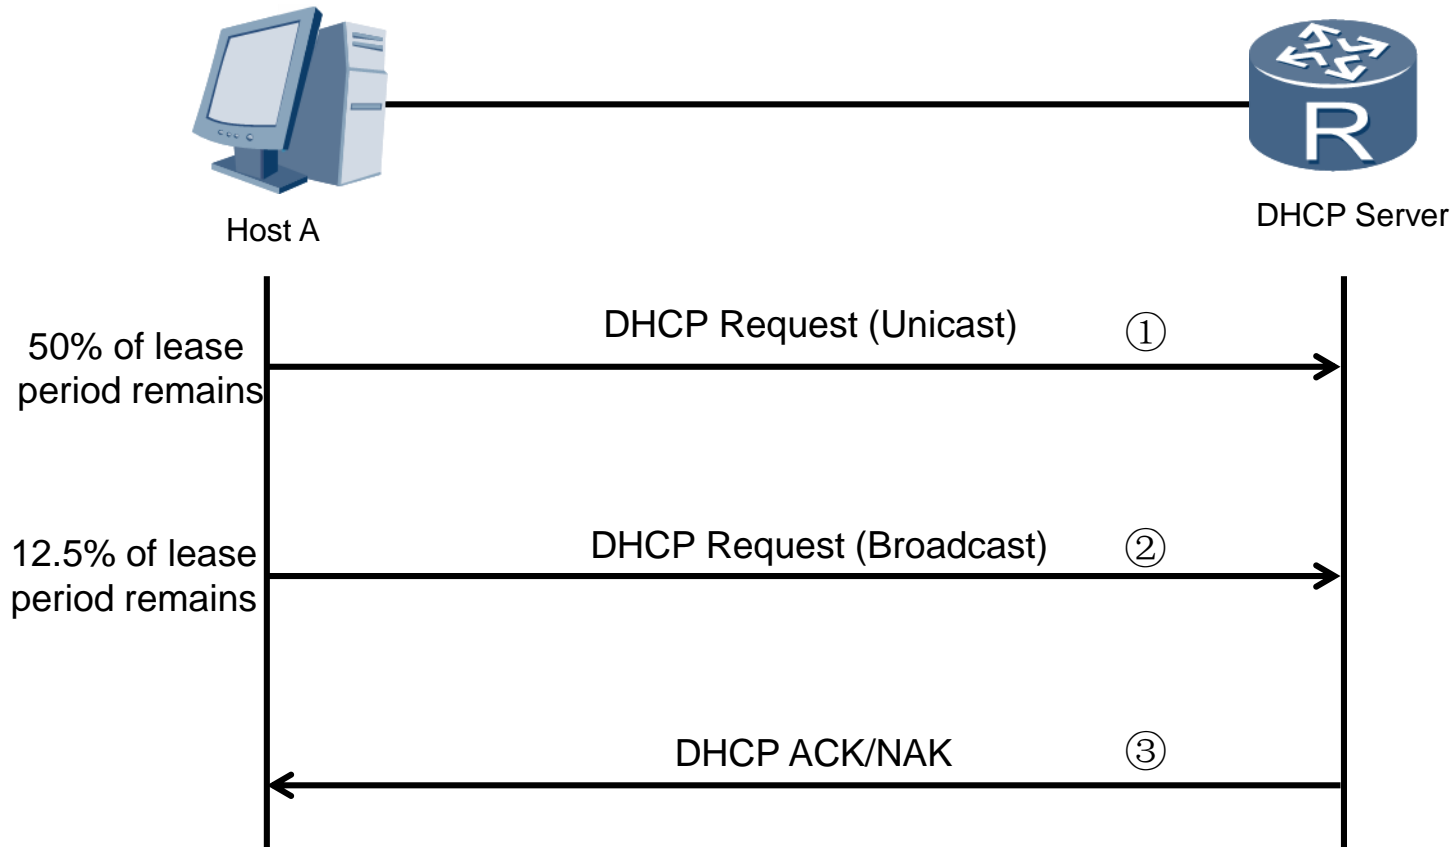 R
Host A
DHCP Server
50% of lease
period remains
DHCP Request (Unicast) ①
12.5% of lease
period remains
DHCP Request (Broadcast) ②
DHCP ACK/NAK ③